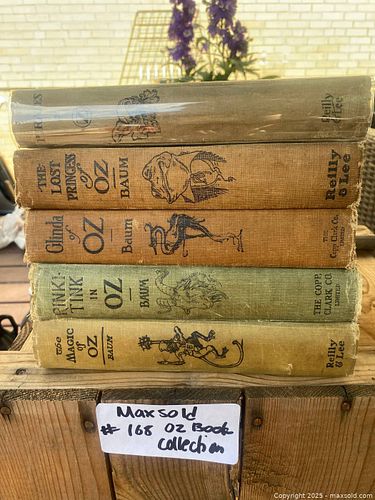 Reilly
& Lee
THE
LOST
PRINCESS
of
OZ
BAUM
Reilly
& Lee
Glinda
of
OZ
Baum
THE
Copp Clark Co.
LIMITED
RINKI-
TINK
IN
OZ
BAUM
THE COPP,
CLARK CO.
LIMITED
The
MAGIC
of
OZ
BAUM
Reilly
& Lee
Maxsold
# 168 OZ Book
Collection
Copyright 2025 - maxsold.com